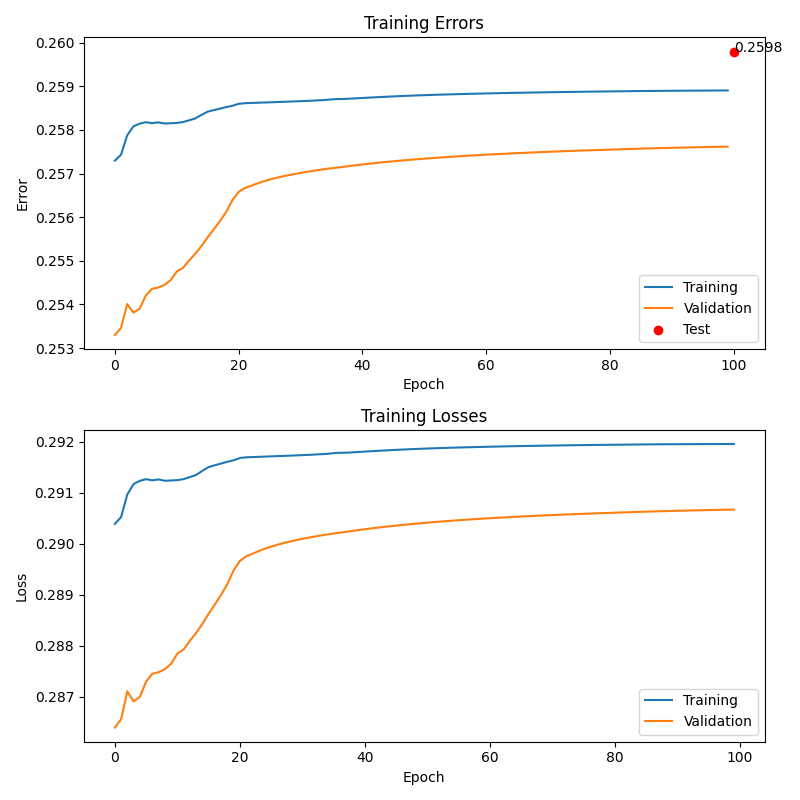 Training Errors
0.260
0.2598
0.259
0.258
0.257
0.256
0.255
0.254
0.253
Error
Training
Validation
Test
0 20 40 60 80 100
Epoch
Training Losses
0.292
0.291
0.290
0.289
0.288
0.287
Loss
Training
Validation
0 20 40 60 80 100
Epoch